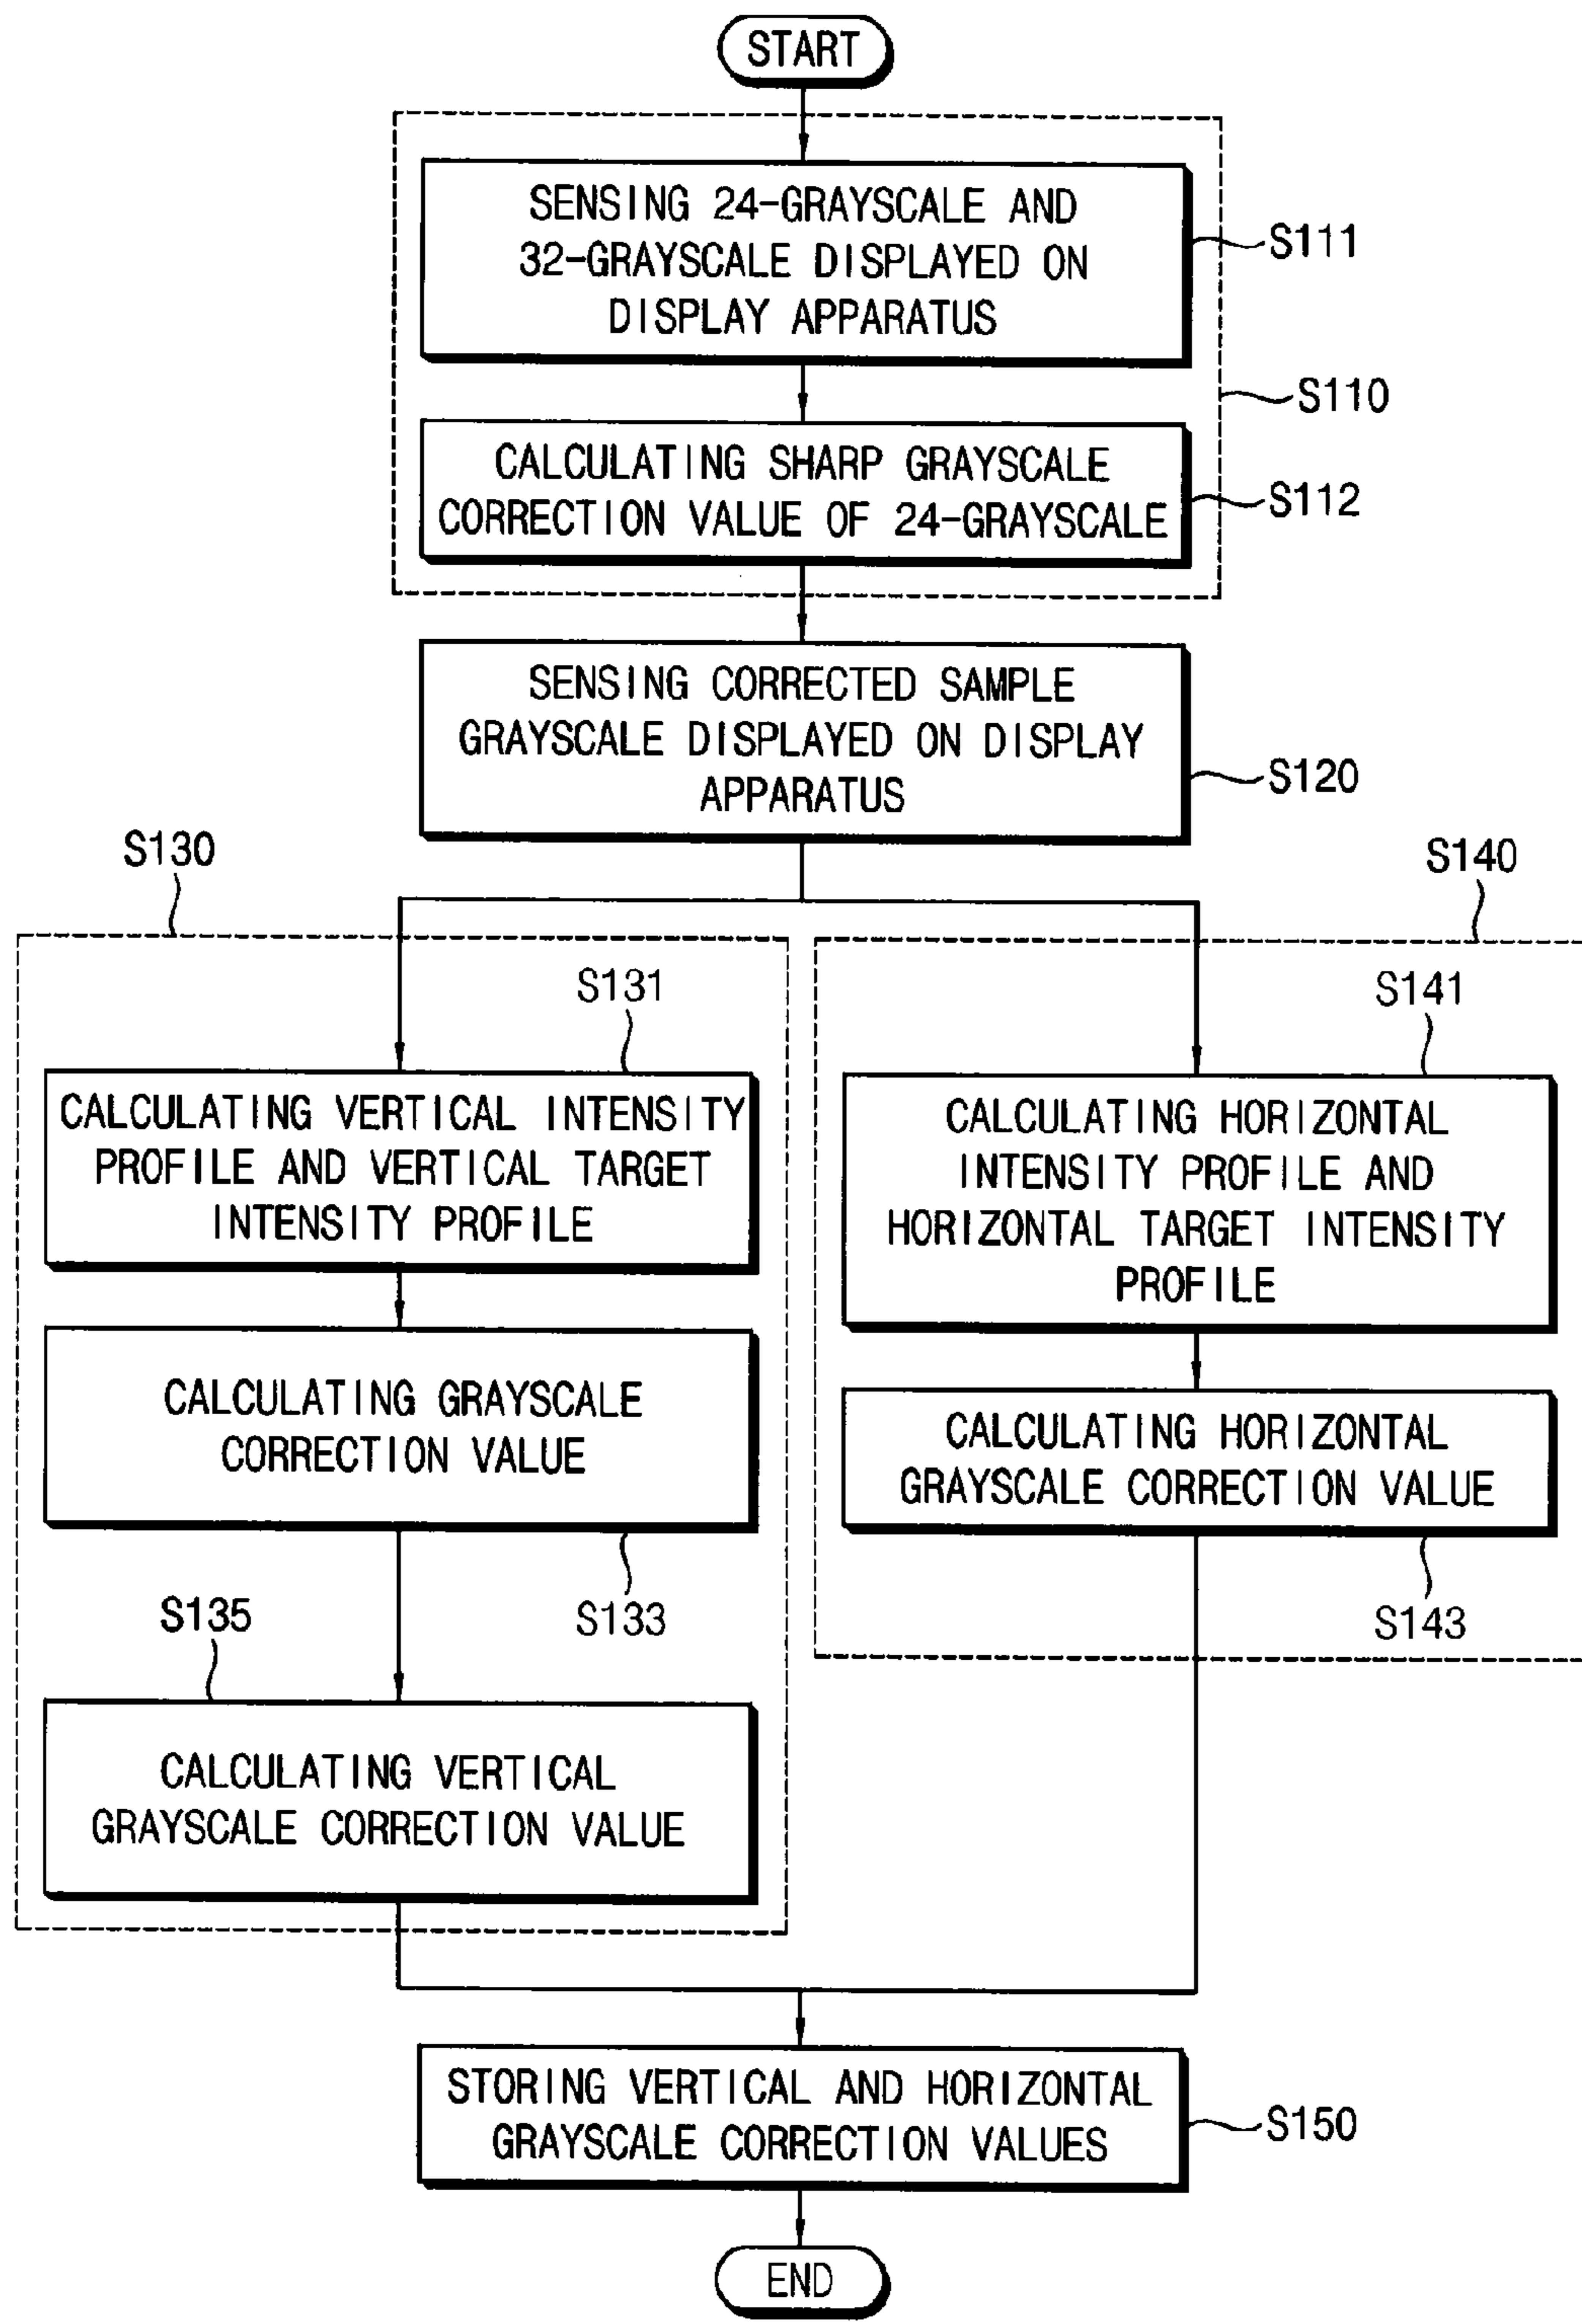 START
SENSING 24-GRAYSCALE AND
32-GRAYSCALE DISPLAYED ON
DISPLAY APPARATUS
S111
S110
CALCULATING SHARP GRAYSCALE
CORRECTION VALUE OF 24-GRAYSCALE
S112
SENSING CORRECTED SAMPLE
GRAYSCALE DISPLAYED ON DISPLAY
APPARATUS
S120
S130
S131
CALCULATING VERTICAL INTENSITY
PROFILE AND VERTICAL TARGET
INTENSITY PROFILE
CALCULATING GRAYSCALE
CORRECTION VALUE
S133
S135
CALCULATING VERTICAL
GRAYSCALE CORRECTION VALUE
S140
S141
CALCULATING HORIZONTAL
INTENSITY PROFILE AND
HORIZONTAL TARGET INTENSITY
PROFILE
CALCULATING HORIZONTAL
GRAYSCALE CORRECTION VALUE
S143
STORING VERTICAL AND HORIZONTAL
GRAYSCALE CORRECTION VALUES
S150
END